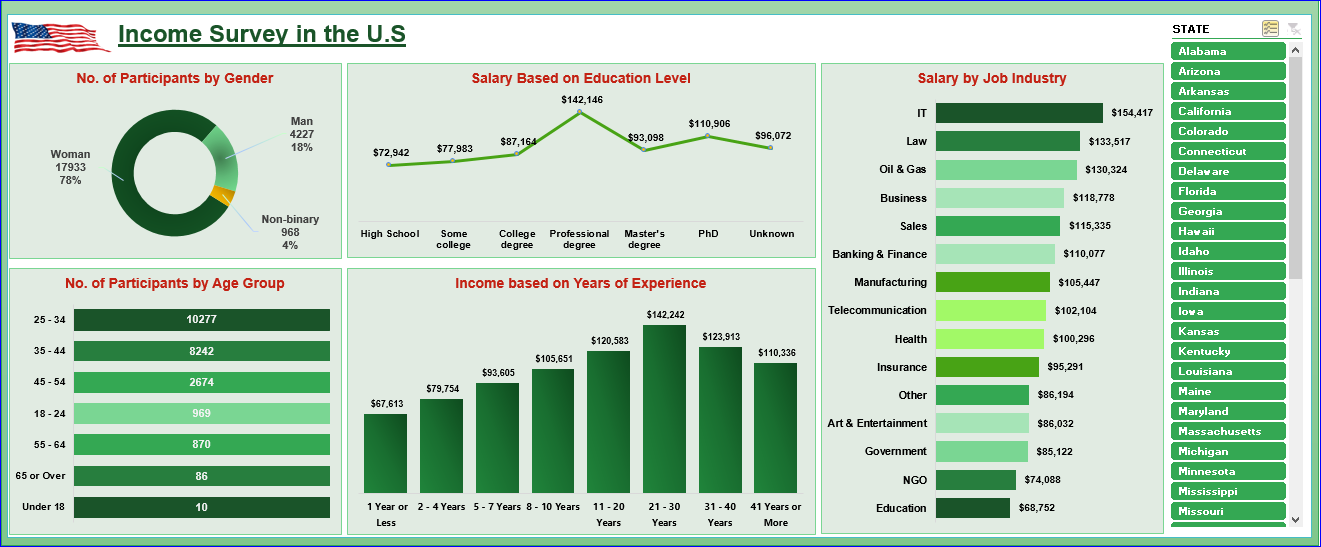 Income Survey in the U.S
No. of Participants by Gender
Man
4227
18%
Woman
17933
78%
Non-binary
968
4%
Salary Based on Education Level
$72,942
$77,983
$87,164
$142,146
$93,098
$110,906
$96,072
High School
Some
college
College
degree
Professional
degree
Master's
degree
PhD
Unknown
No. of Participants by Age Group
25 - 34
10277
35 - 44
8242
45 - 54
2674
18 - 24
969
55 - 64
870
65 or Over
86
Under 18
10
Income based on Years of Experience
$67,613
$79,754
$93,605
$105,651
$120,583
$142,242
$123,913
$110,336
1 Year or
Less
2 - 4 Years
5 - 7 Years
8 - 10 Years
11 - 20
Years
21 - 30
Years
31 - 40
Years
41 Years or
More
Salary by Job Industry
IT
$154,417
Law
$133,517
Oil & Gas
$130,324
Business
$118,778
Sales
$115,335
Banking & Finance
$110,077
Manufacturing
$105,447
Telecommunication
$102,104
Health
$100,296
Insurance
$95,291
Other
$86,194
Art & Entertainment
$86,032
Government
$85,122
NGO
$74,088
Education
$68,752
STATE
Alabama
Arizona
Arkansas
California
Colorado
Connecticut
Delaware
Florida
Georgia
Hawaii
Idaho
Illinois
Indiana
Iowa
Kansas
Kentucky
Louisiana
Maine
Maryland
Massachusetts
Michigan
Minnesota
Mississippi
Missouri